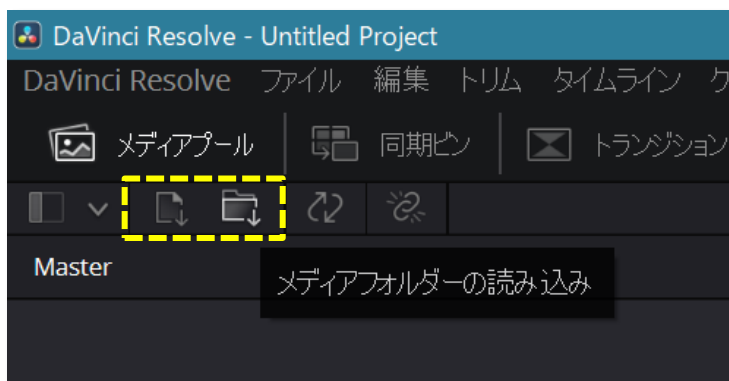 DaVinci Resolve - Untitled Project
DaVinci Resolve ファイル 編集 トリム タイムライン
メディアプール 同期ビン トランジション
Master
メディアフォルダーの読み込み